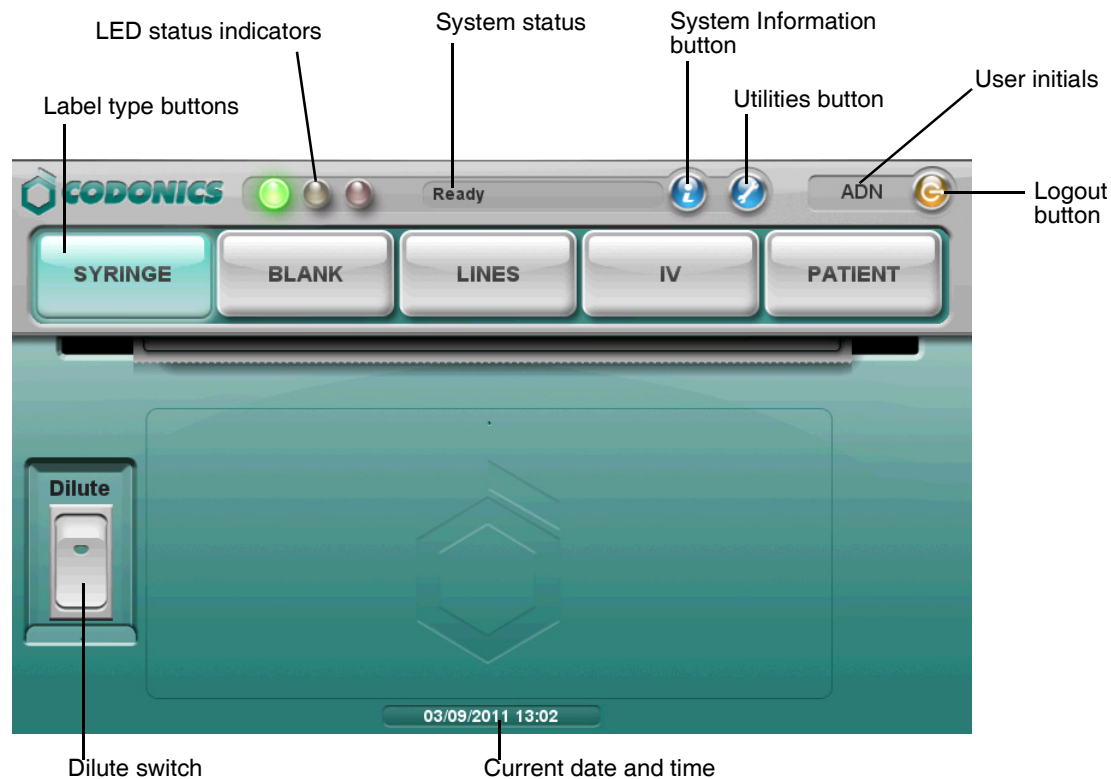 System status
System Information
button
LED status indicators
User initials
Utilities button
Label type buttons
CODONICS
Ready
ADN
Logout
button
SYRINGE
BLANK
LINES
IV
PATIENT
Dilute
03/09/2011 13:02
Dilute switch
Current date and time